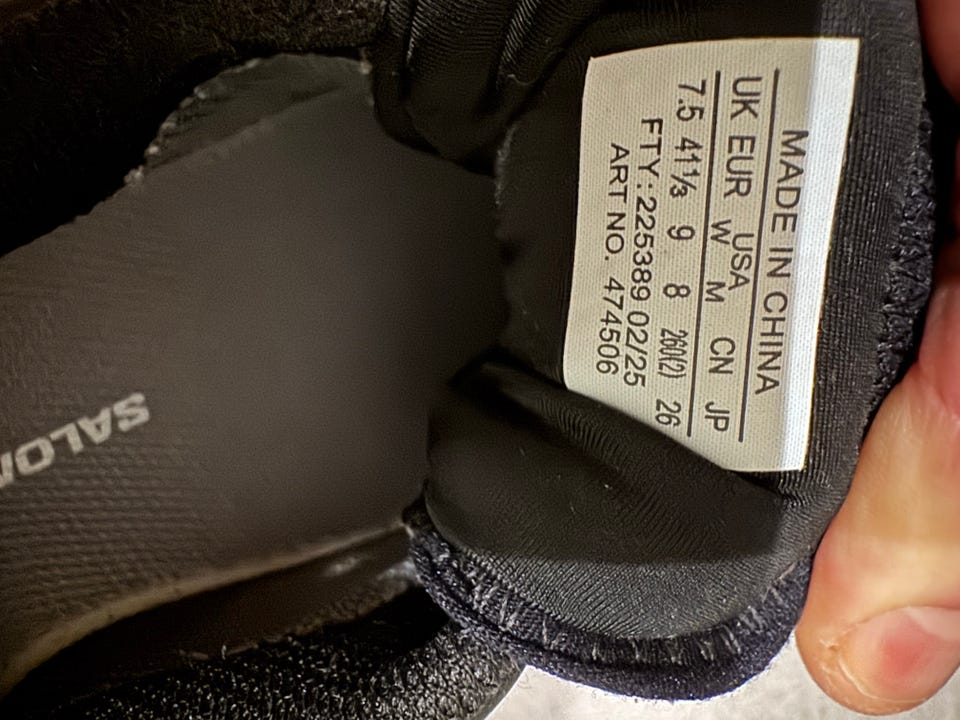 MADE IN CHINA
UK EUR USA CN JP
W M
7.5 41⅓ 9 8 260(2) 26
FTY: 225389 02/25
ART NO. 474506
SALOM